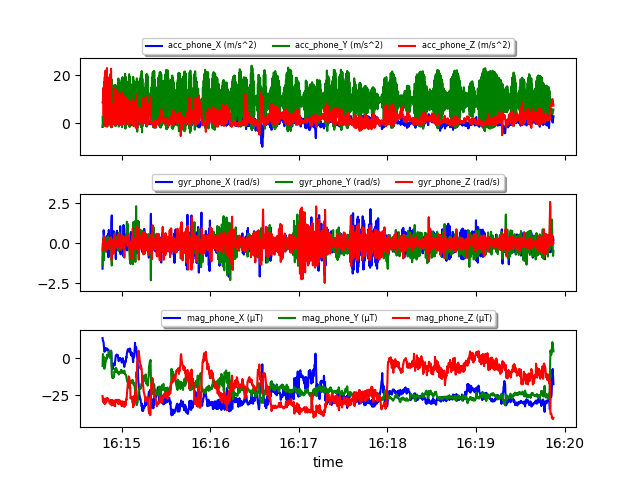 acc_phone_X (m/s^2) acc_phone_Y (m/s^2) acc_phone_Z (m/s^2)
20
0
gyr_phone_X (rad/s) gyr_phone_Y (rad/s) gyr_phone_Z (rad/s)
2.5
0.0
−2.5
mag_phone_X (µT) mag_phone_Y (µT) mag_phone_Z (µT)
0
−25
16:15 16:16 16:17 16:18 16:19 16:20
time